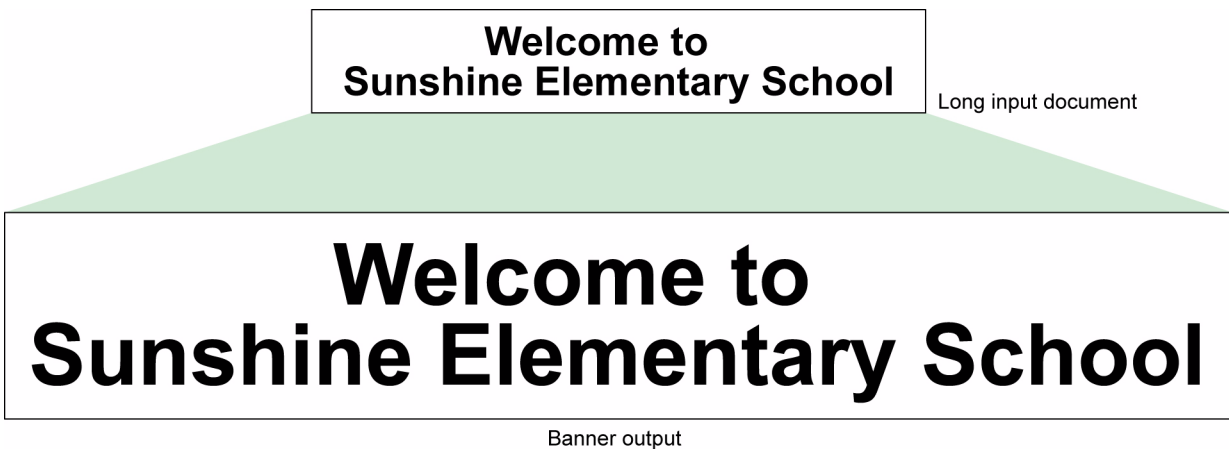 Welcome to
Sunshine Elementary School
Long input document
Welcome to
Sunshine Elementary School
Banner output